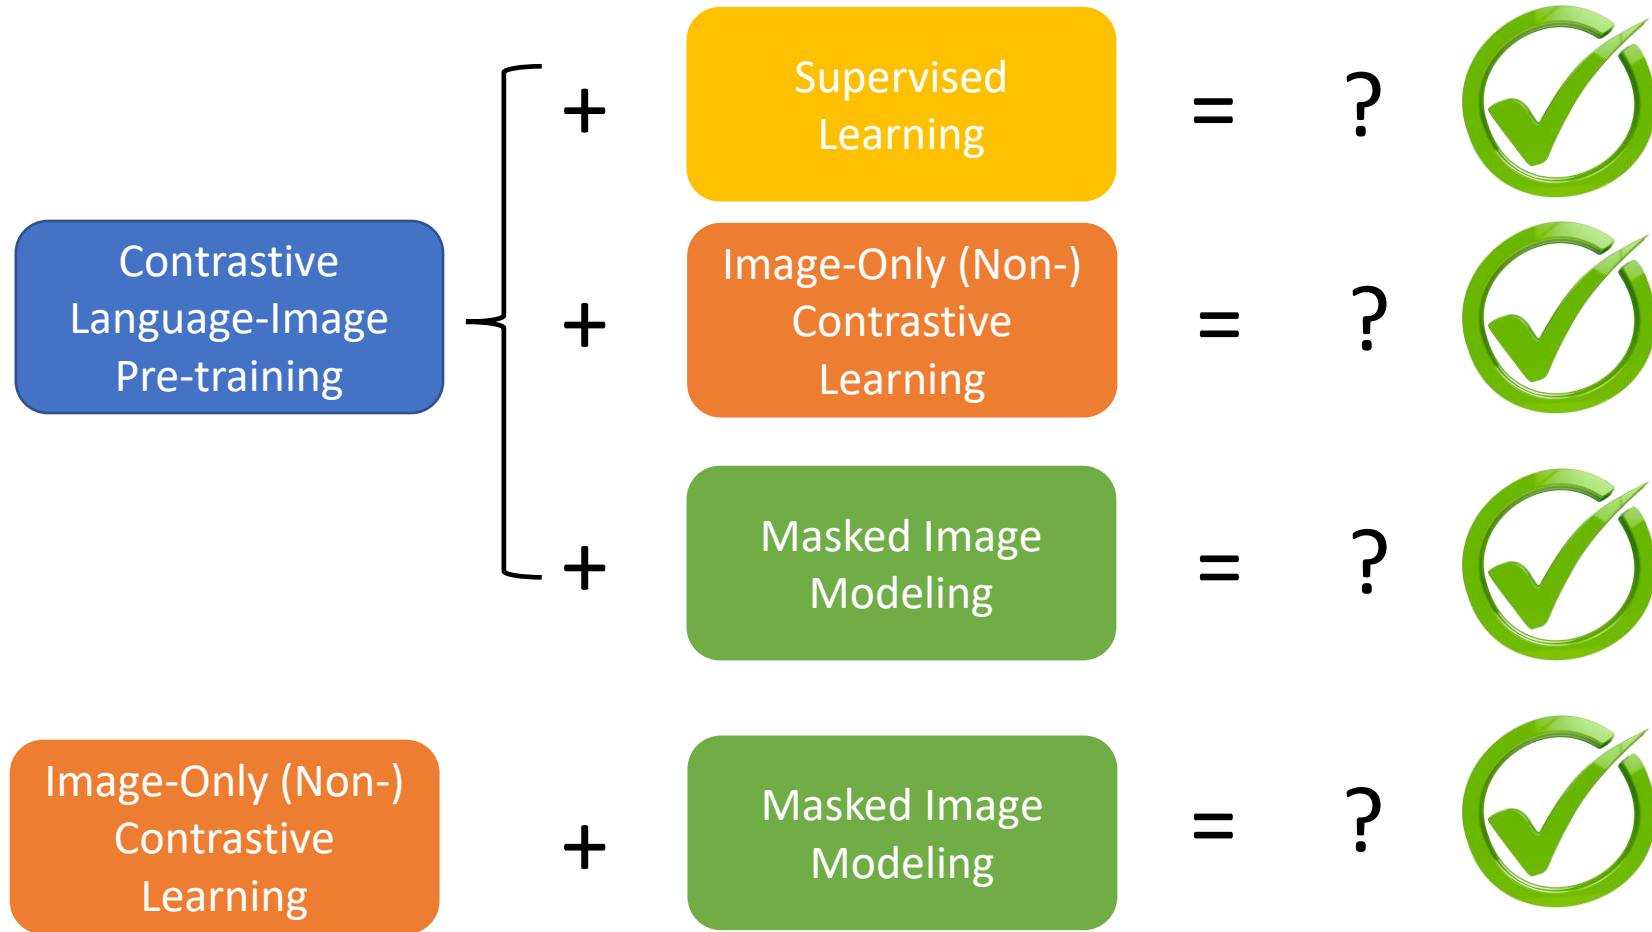 +
Supervised
Learning
=
?
Contrastive
Language-Image
Pre-training
+
Image-Only (Non-)
Contrastive
Learning
=
?
+
Masked Image
Modeling
=
?
Image-Only (Non-)
Contrastive
Learning
+
Masked Image
Modeling
=
?